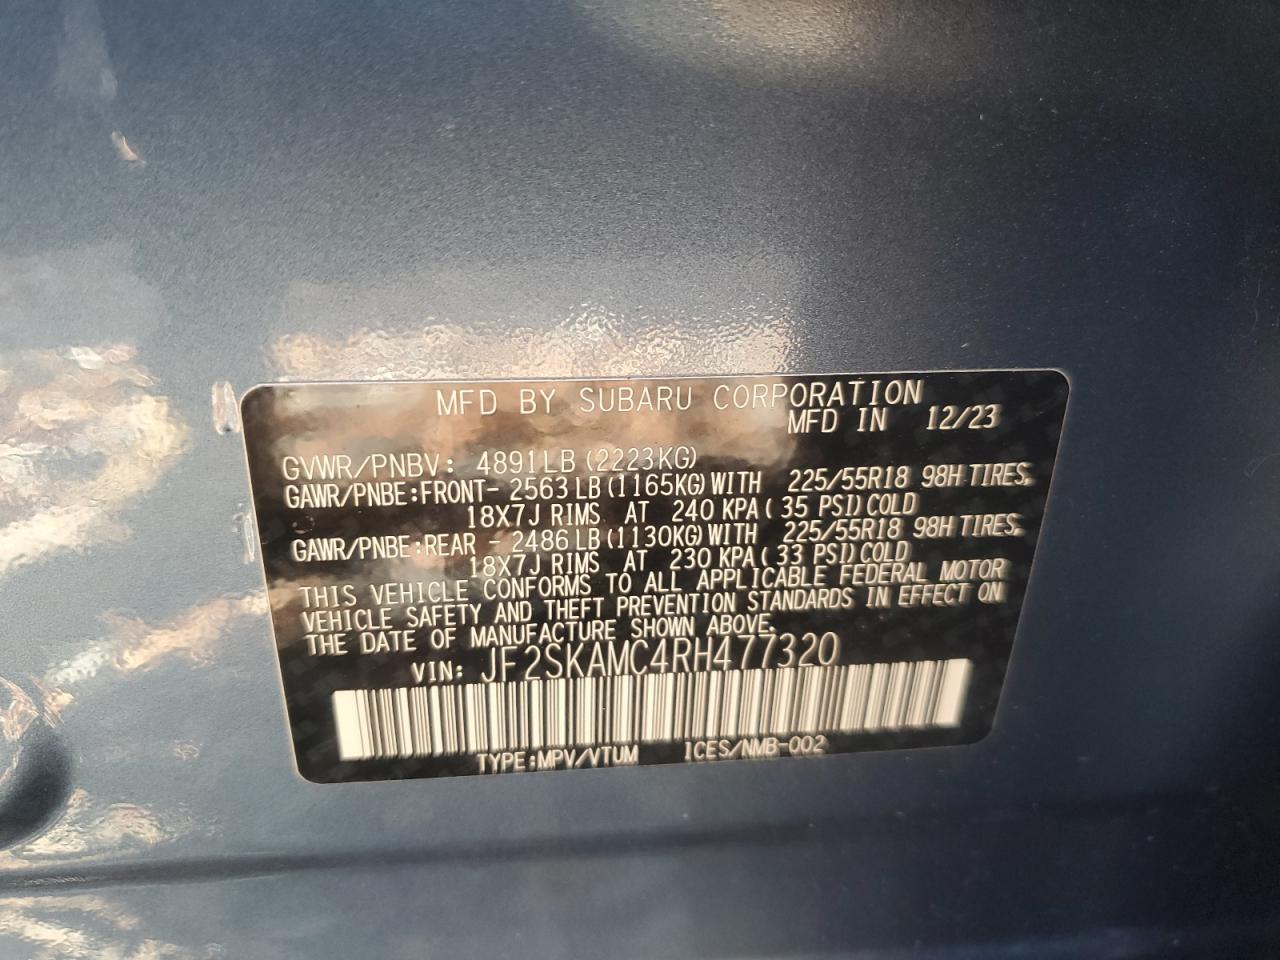 MFD BY SUBARU CORPORATION
MFD IN 12/23
GVWR/PNBV: 4891LB (2223KG)
GAWR/PNBE:FRONT- 2563LB(1165KG)WITH 225/55R18 98H TIRES,
18X7J RIMS AT 240 KPA( 35 PSI)COLD
GAWR/PNBE:REAR - 2486LB(1130KG)WITH 225/55R18 98H TIRES,
18X7J RIMS AT 230 KPA( 33 PSI)COLD
THIS VEHICLE CONFORMS TO ALL APPLICABLE FEDERAL MOTOR
VEHICLE SAFETY AND THEFT PREVENTION STANDARDS IN EFFECT ON
THE DATE OF MANUFACTURE SHOWN ABOVE.
VIN: JF2SKAMC4RH477320
TYPE:MPV/VTUM ICES/NMB-002